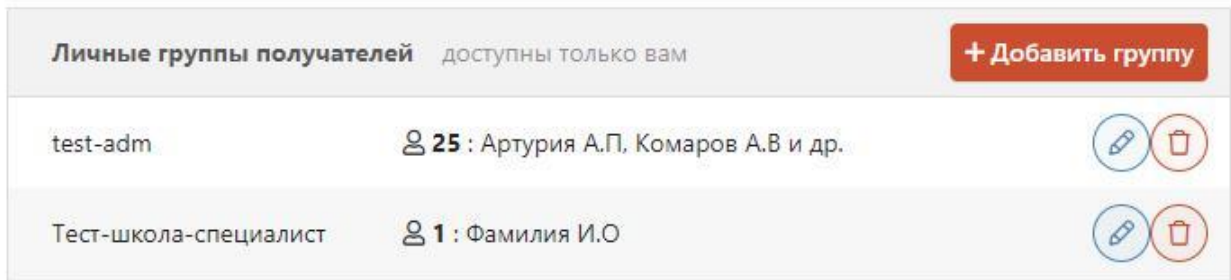 Личные группы получателей доступны только вам + Добавить группу
test-adm 25 : Артурия А.П, Комаров А.В и др.
Тест-школа-специалист 1 : Фамилия И.О